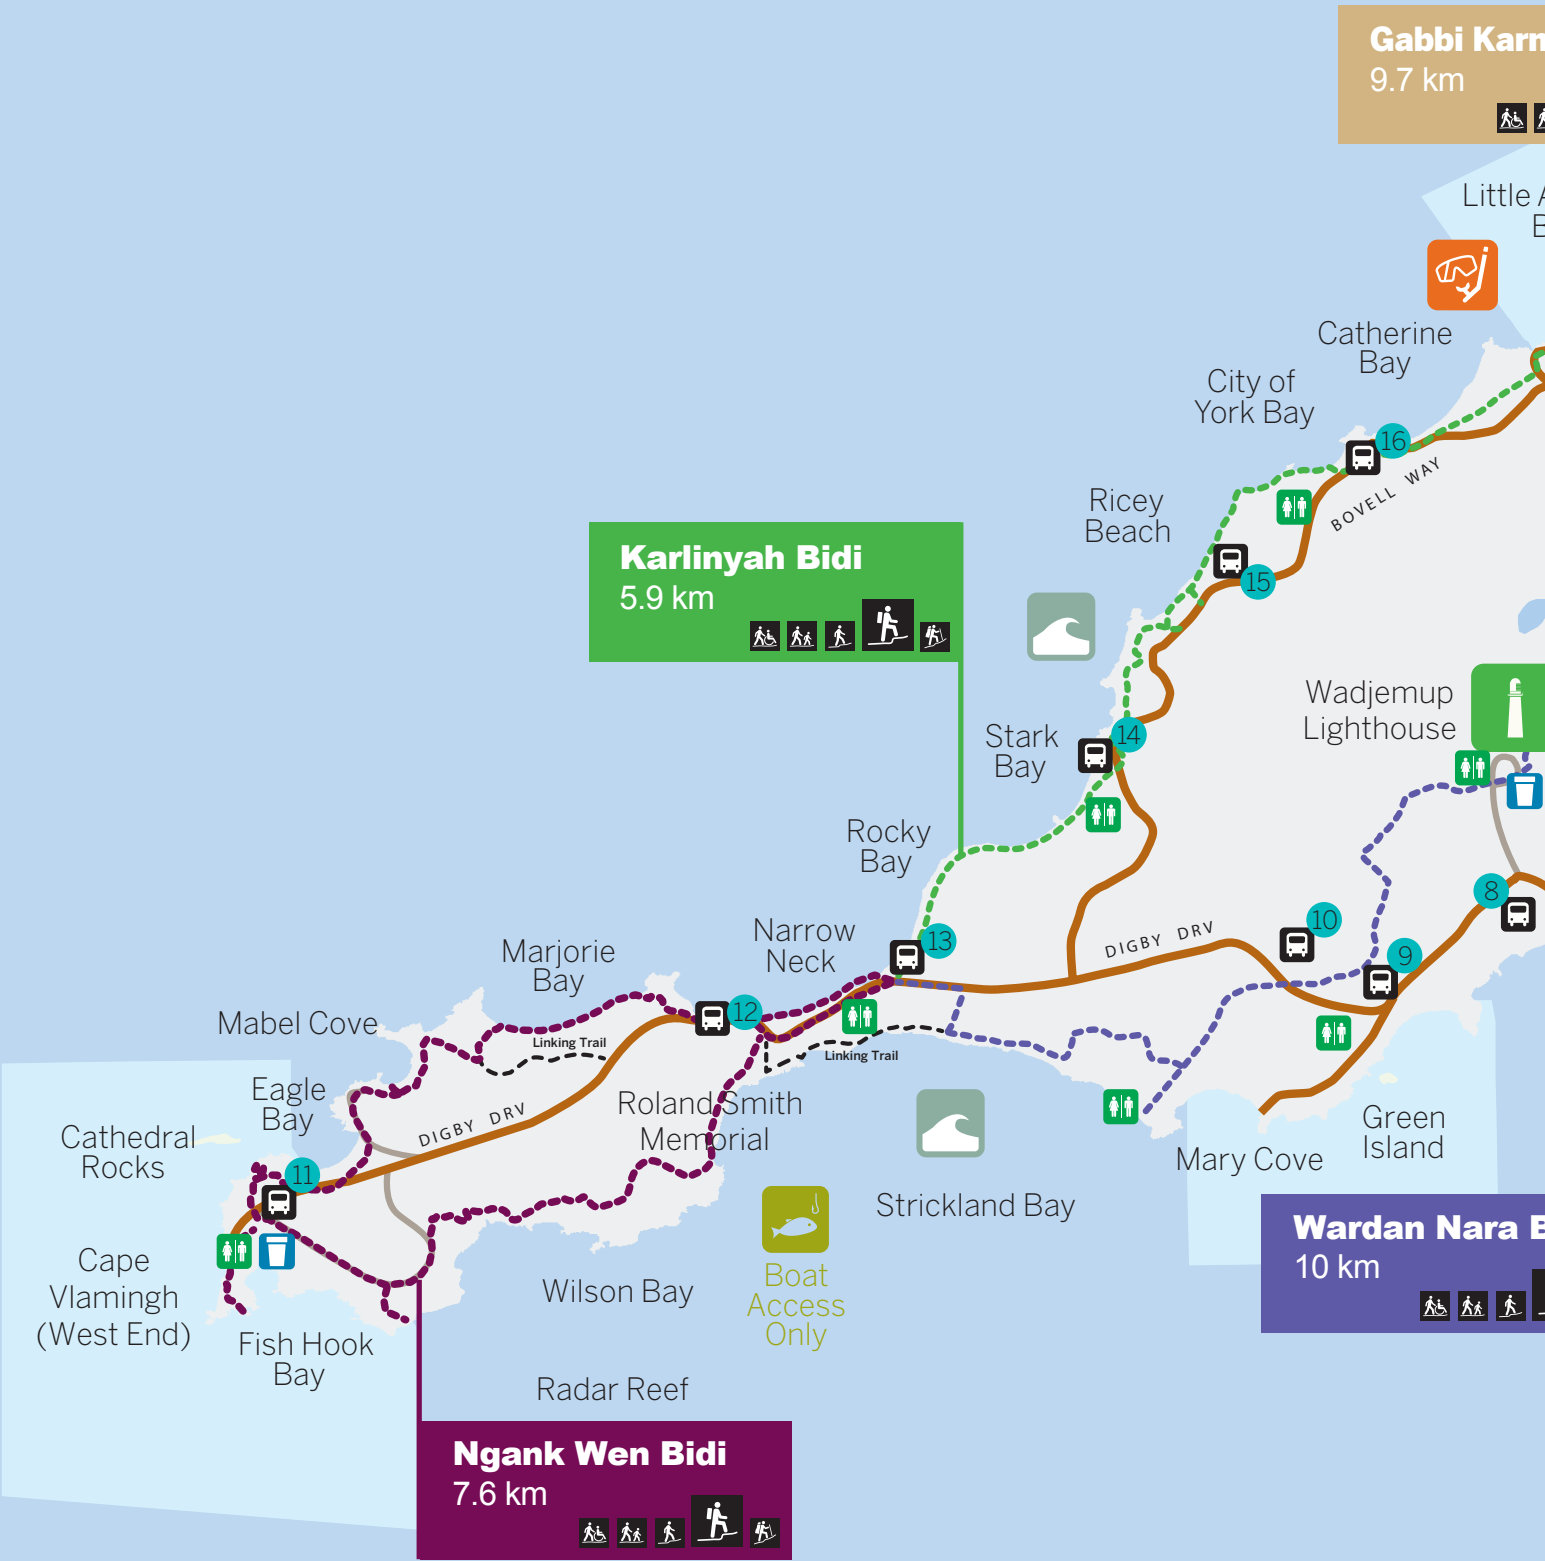 Gabbi Karn
9.7 km
Little
Catherine
Bay
City of
York Bay
16
BOVELL WAY
Ricey
Beach
15
Karlinyah Bidi
5.9 km
Wadjemup
Lighthouse
14
Stark
Bay
Rocky
Bay
8
10
Narrow
Neck
13
DIGBY DRV
9
Marjorie
Bay
12
Mabel Cove
Linking Trail
Linking Trail
Eagle
Bay
DIGBY DRV
Roland Smith
Memorial
Green
Island
Cathedral
Rocks
11
Mary Cove
Strickland Bay
Wardan Nara B
10 km
Cape
Vlamingh
(West End)
Wilson Bay
Boat
Access
Only
Fish Hook
Bay
Radar Reef
Ngank Wen Bidi
7.6 km